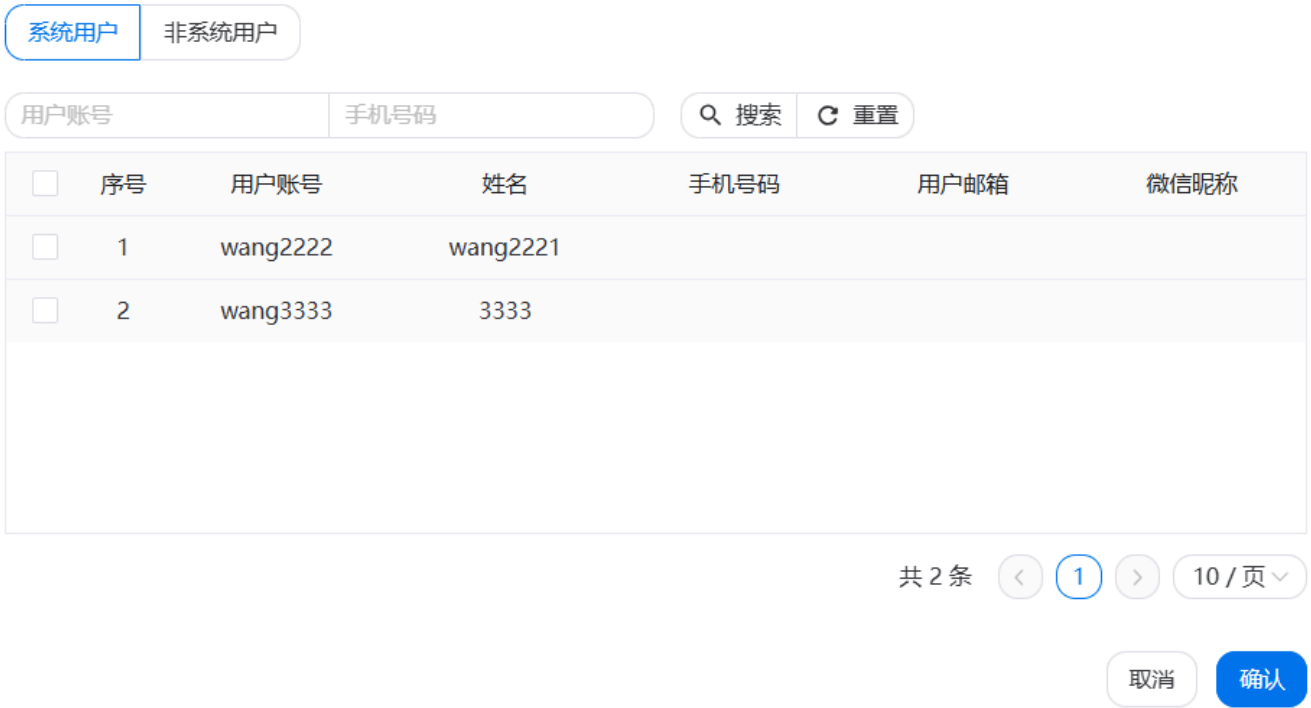 系统用户 非系统用户
用户账号 手机号码 搜索 重置
序号 用户账号 姓名 手机号码 用户邮箱 微信昵称
1 wang2222 wang2221
2 wang3333 3333
共 2 条 1 10 / 页
取消 确认